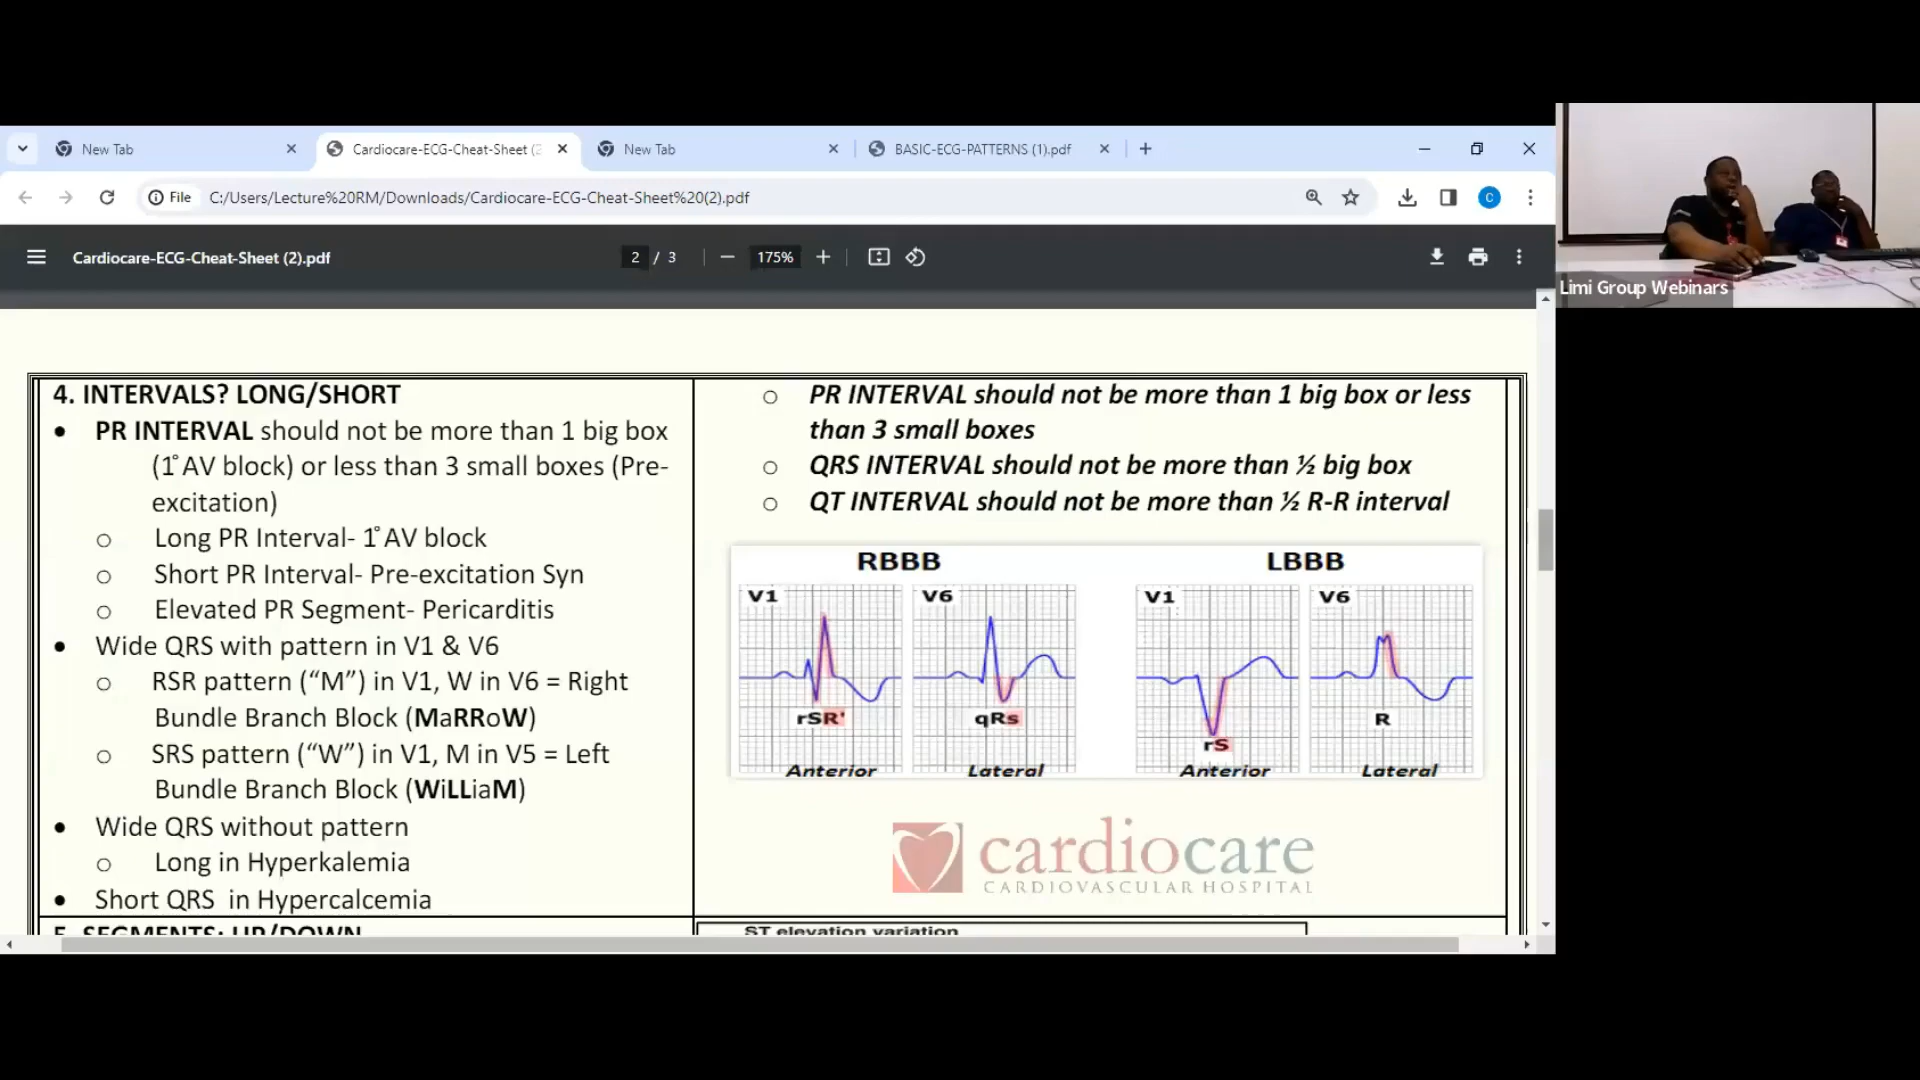 New Tab
Cardiocare-ECG-Cheat-Sheet (2
New Tab
BASIC-ECG-PATTERNS (1).pdf
File
C:/Users/Lecture%20RM/Downloads/Cardiocare-ECG-Cheat-Sheet%20(2).pdf
C
Cardiocare-ECG-Cheat-Sheet (2).pdf
2 / 3
175%
Limi Group Webinars
4. INTERVALS? LONG/SHORT
• PR INTERVAL should not be more than 1 big box
(1° AV block) or less than 3 small boxes (Pre-
excitation)
o Long PR Interval- 1° AV block
o Short PR Interval- Pre-excitation Syn
o Elevated PR Segment- Pericarditis
• Wide QRS with pattern in V1 & V6
o RSR pattern (“M”) in V1, W in V6 = Right
Bundle Branch Block (MaRRoW)
o SRS pattern (“W”) in V1, M in V5 = Left
Bundle Branch Block (WiLLiaM)
• Wide QRS without pattern
o Long in Hyperkalemia
• Short QRS in Hypercalcemia
5. SEGMENTS: UP/DOWN
o PR INTERVAL should not be more than 1 big box or less
than 3 small boxes
o QRS INTERVAL should not be more than ½ big box
o QT INTERVAL should not be more than ½ R-R interval
RBBB
LBBB
V1
V6
V1
V6
rSR'
qRs
rS
R
Anterior
Lateral
Anterior
Lateral
cardiocare
CARDIOVASCULAR HOSPITAL
ST elevation variation